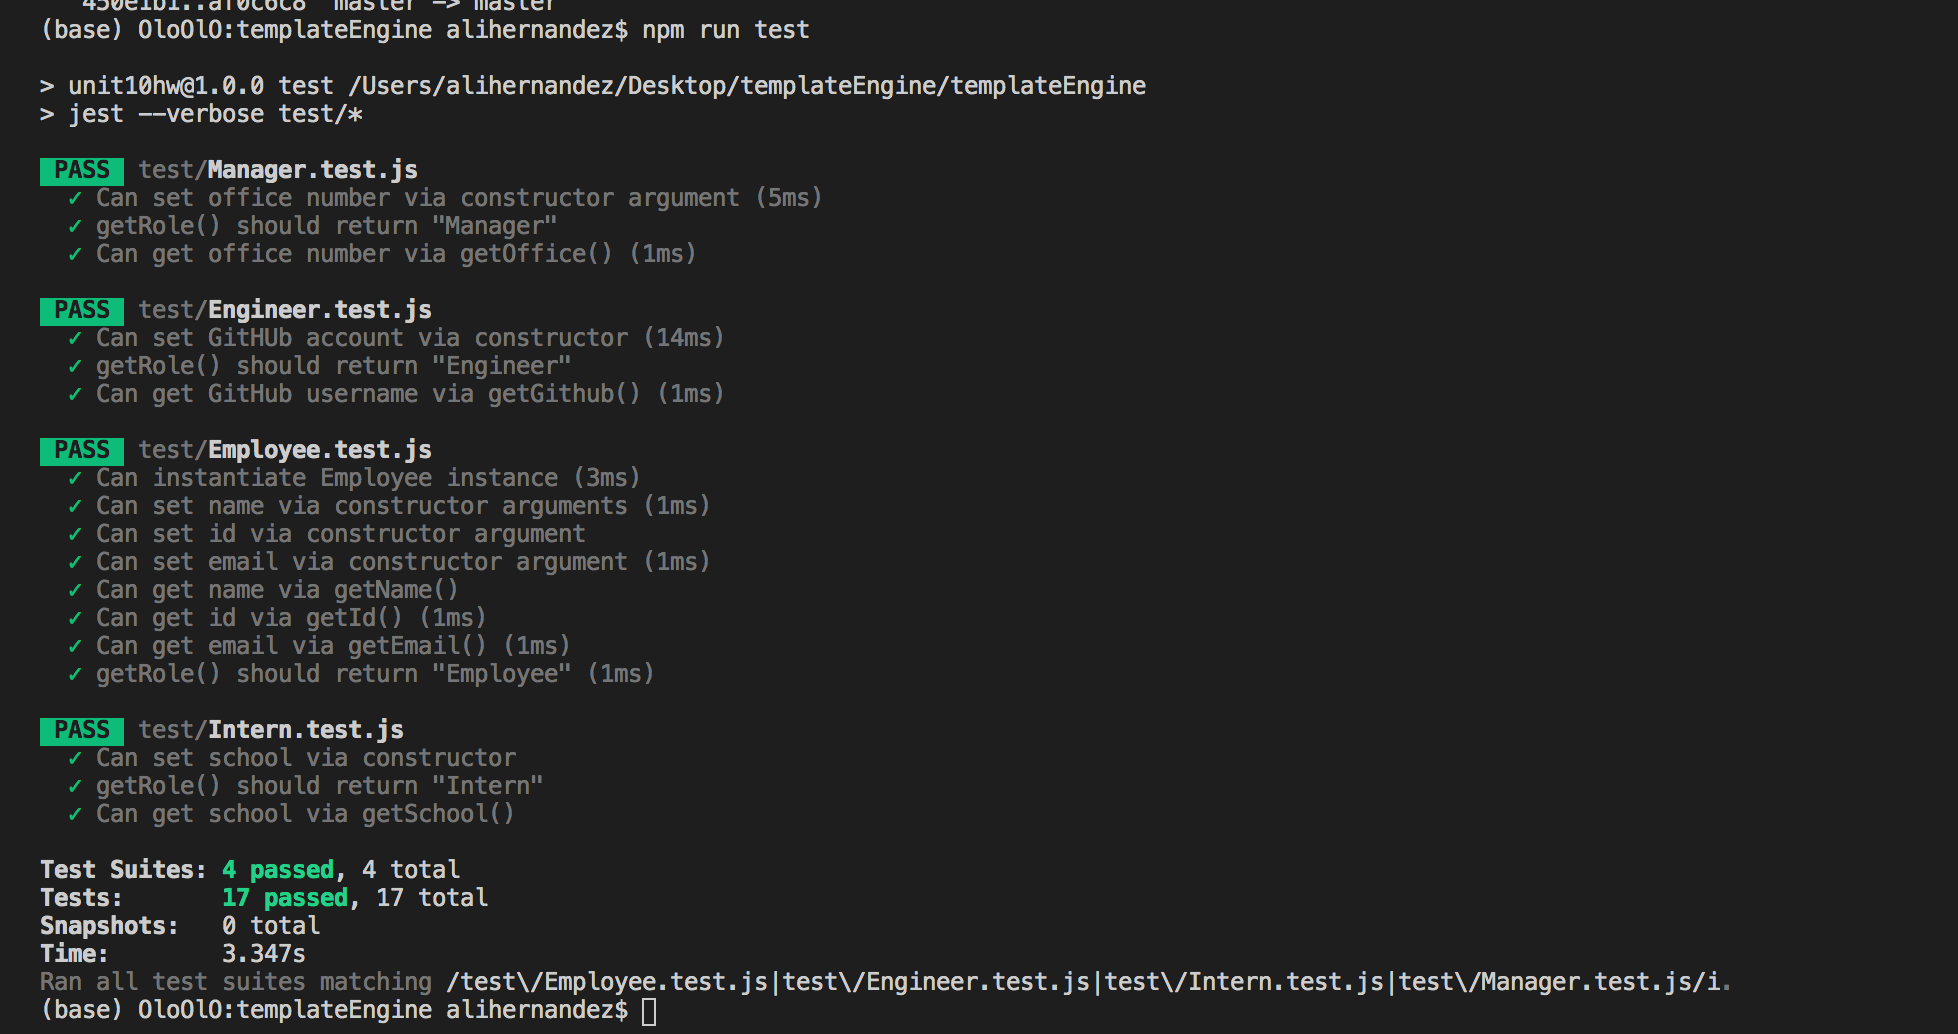 450e1b1..af0c6c8  master -> master
(base) OloOlO:templateEngine alihernandez$ npm run test
> unit10hw@1.0.0 test /Users/alihernandez/Desktop/templateEngine/templateEngine
> jest --verbose test/*
PASS test/Manager.test.js
✓ Can set office number via constructor argument (5ms)
✓ getRole() should return "Manager"
✓ Can get office number via getOffice() (1ms)
PASS test/Engineer.test.js
✓ Can set GitHUb account via constructor (14ms)
✓ getRole() should return "Engineer"
✓ Can get GitHub username via getGithub() (1ms)
PASS test/Employee.test.js
✓ Can instantiate Employee instance (3ms)
✓ Can set name via constructor arguments (1ms)
✓ Can set id via constructor argument
✓ Can set email via constructor argument (1ms)
✓ Can get name via getName()
✓ Can get id via getId() (1ms)
✓ Can get email via getEmail() (1ms)
✓ getRole() should return "Employee" (1ms)
PASS test/Intern.test.js
✓ Can set school via constructor
✓ getRole() should return "Intern"
✓ Can get school via getSchool()
Test Suites: 4 passed, 4 total
Tests: 17 passed, 17 total
Snapshots: 0 total
Time: 3.347s
Ran all test suites matching /test\/Employee.test.js|test\/Engineer.test.js|test\/Intern.test.js|test\/Manager.test.js/i.
(base) OloOlO:templateEngine alihernandez$